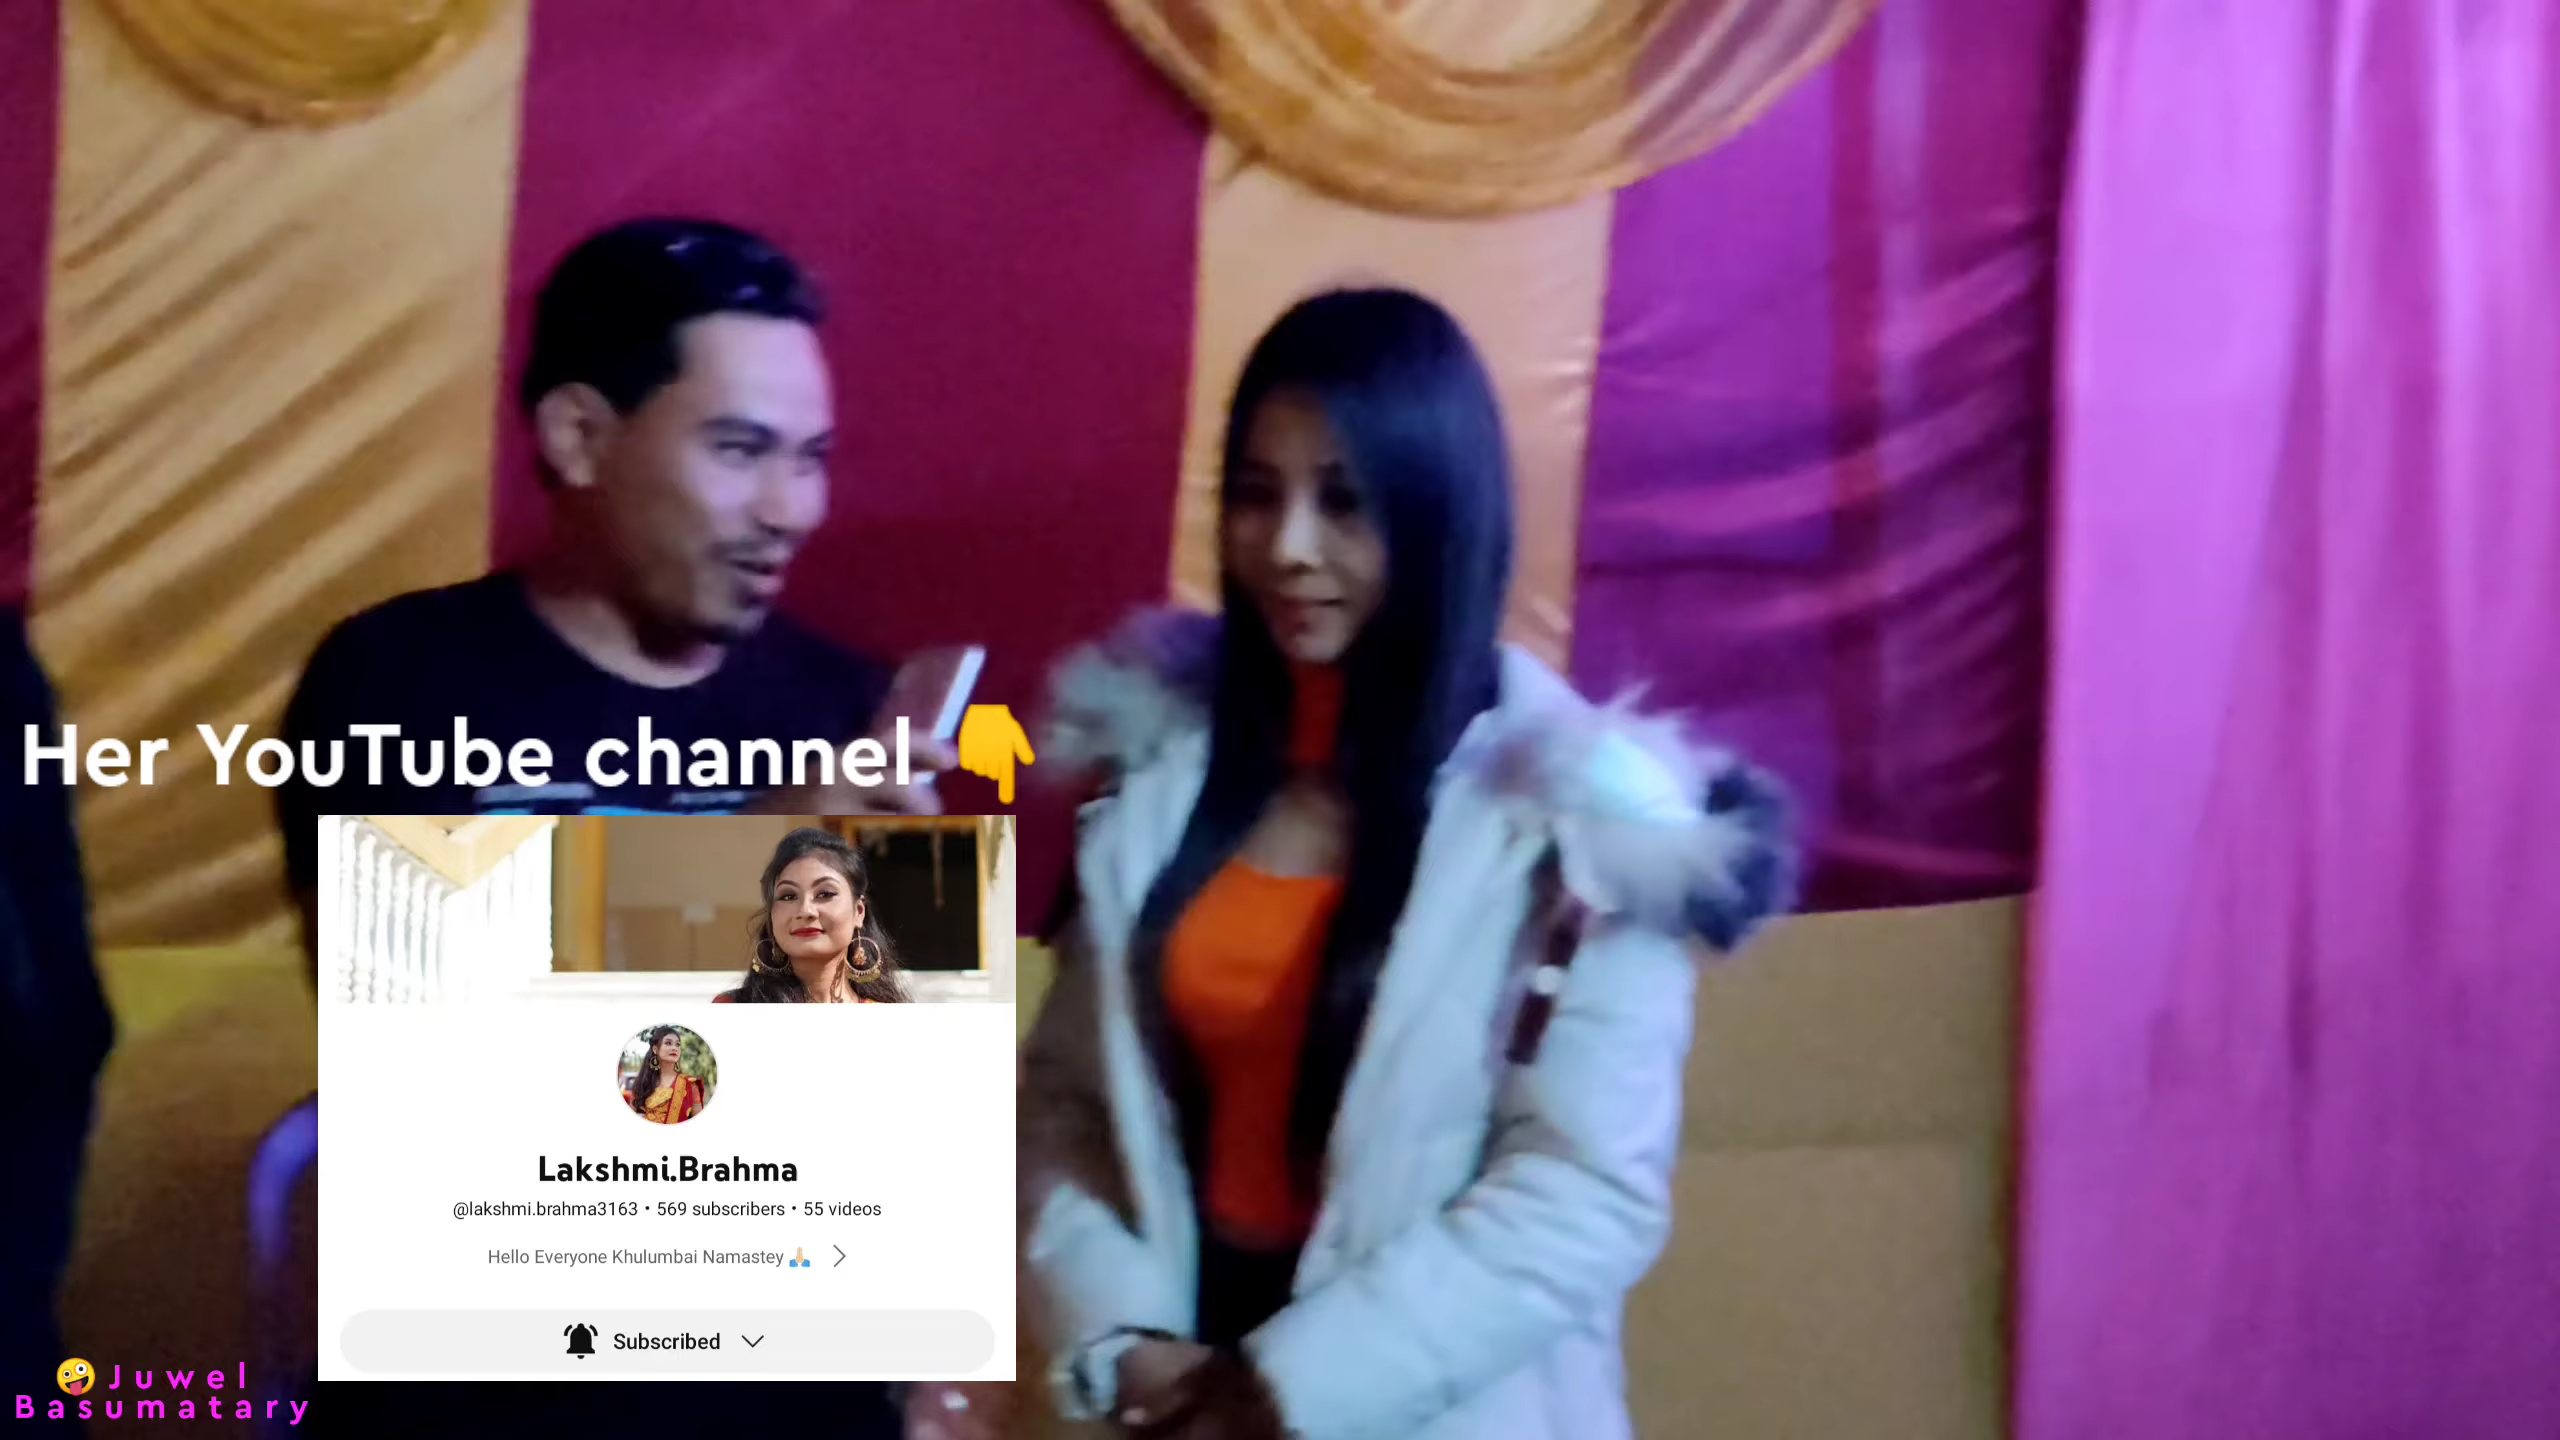 Her YouTube channel👇
Lakshmi.Brahma
@lakshmi.brahma3163 • 569 subscribers • 55 videos
Hello Everyone Khulumbai Namastey 🙏
Subscribed
🤪Juwel
Basumatary